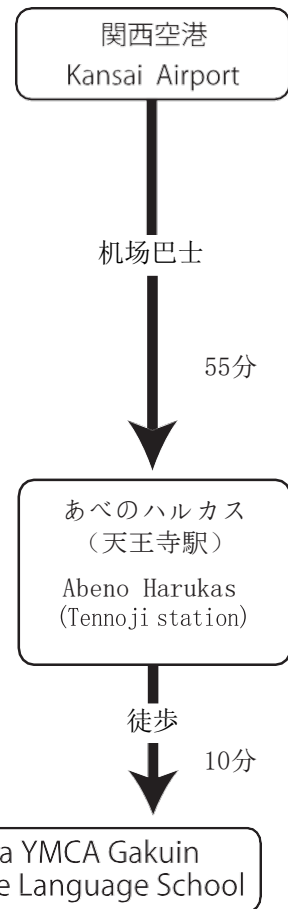 関西空港
Kansai Airport
机场巴士
55分
あべのハルカス
（天王寺駅）
Abeno Harukas
(Tennoji station)
徒歩
10分
YMCA Gakuin
Language School